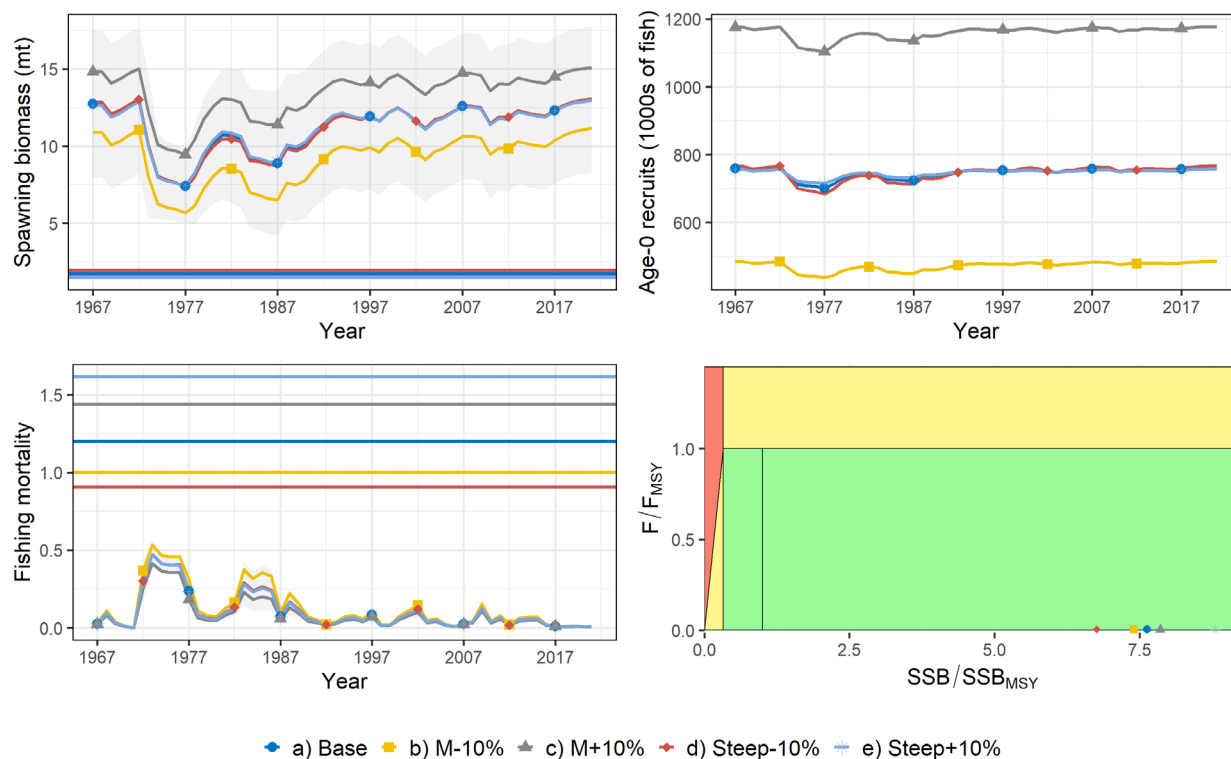 Spawning biomass (mt)
15
10
5
1967 1977 1987 1997 2007 2017
Year
Age-0 recruits (1000s of fish)
1200
1000
800
600
1967 1977 1987 1997 2007 2017
Year
Fishing mortality
1.5
1.0
0.5
0.0
1967 1977 1987 1997 2007 2017
Year
F/F_MSY
1.0
0.5
0.0
0.0 2.5 5.0 7.5
SSB/SSB_MSY
a) Base b) M-10% c) M+10% d) Steep-10% e) Steep+10%